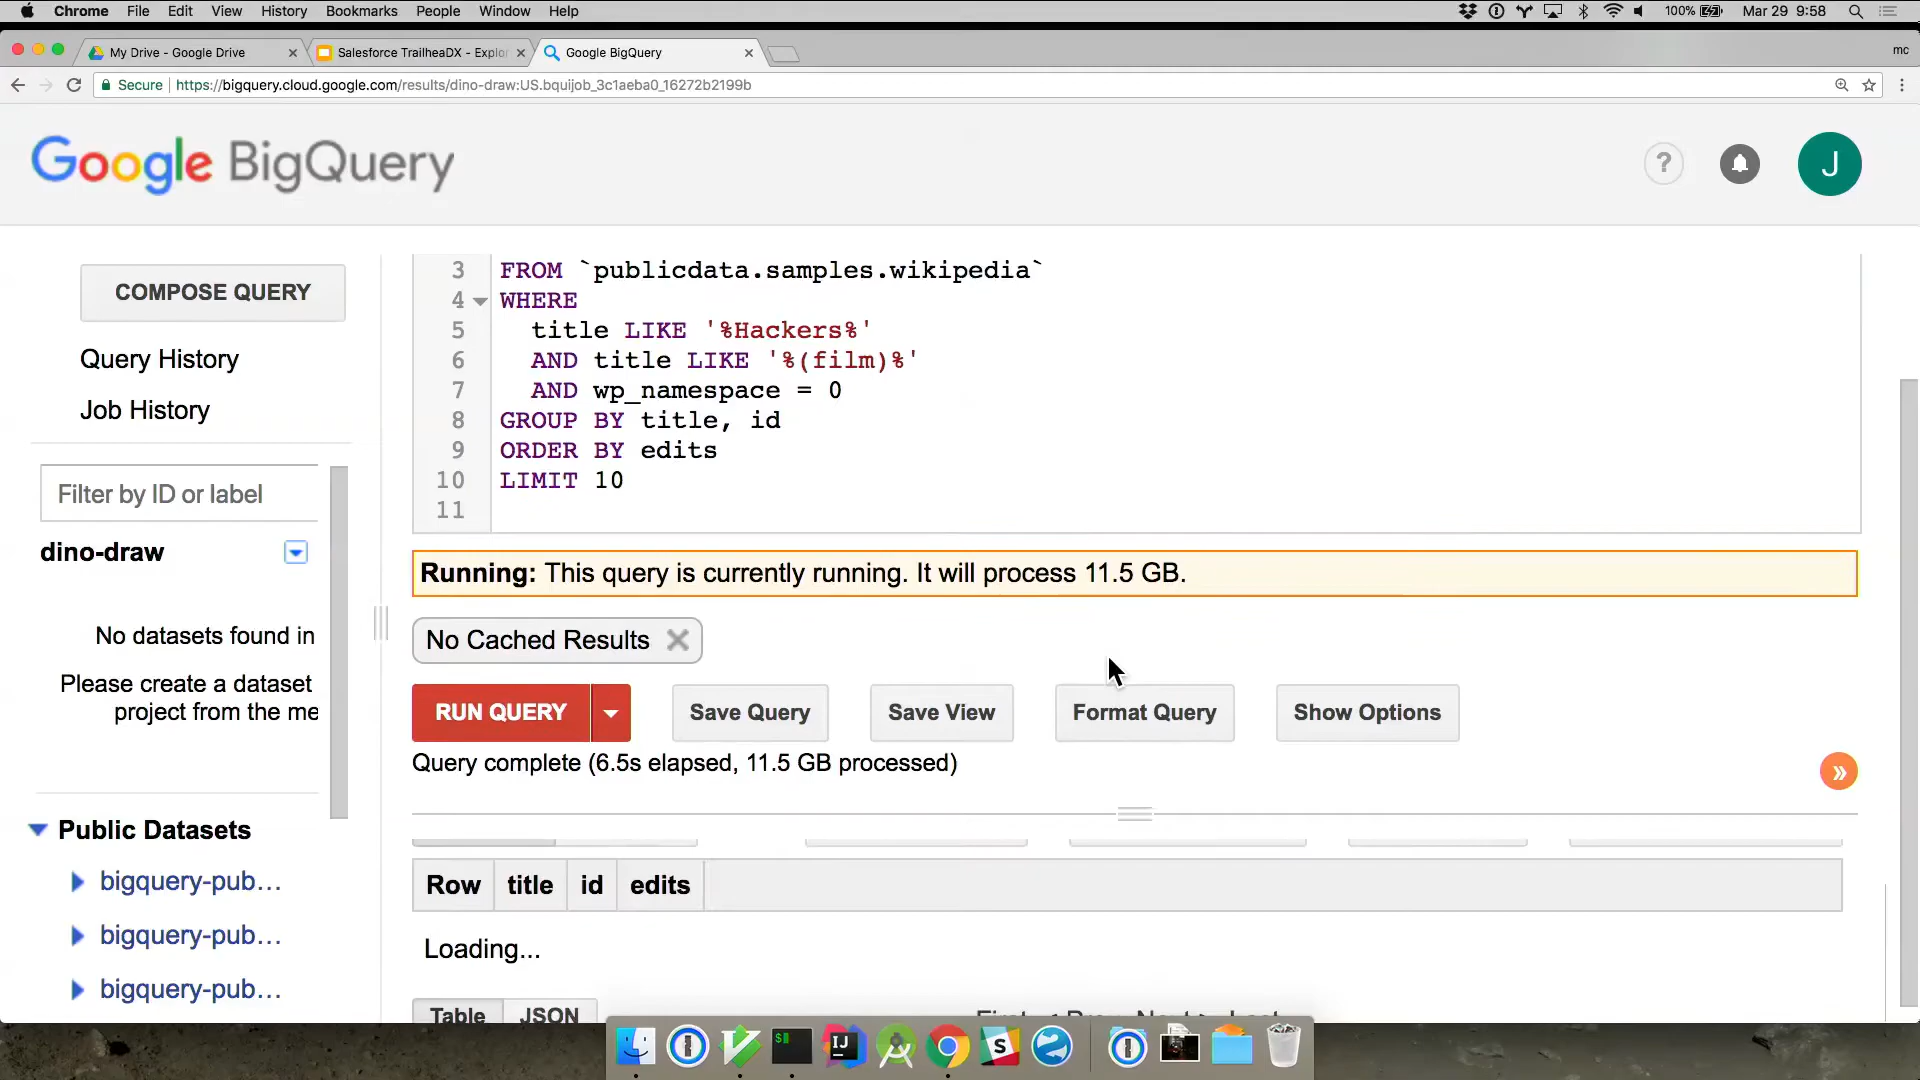 Chrome File Edit View History Bookmarks People Window Help 100% Mar 29 9:58
My Drive - Google Drive Salesforce TrailheaDX - Explo Google BigQuery mc
Secure https://bigquery.cloud.google.com/results/dino-draw:US.bquijob_3c1aeba0_16272b2199b
Google BigQuery ? J
COMPOSE QUERY
Query History
Job History
Filter by ID or label
dino-draw
No datasets found in
Please create a dataset
project from the me
Public Datasets
bigquery-pub...
bigquery-pub...
bigquery-pub...
3 FROM `publicdata.samples.wikipedia`
4 WHERE
5 title LIKE '%Hackers%'
6 AND title LIKE '%(film)%'
7 AND wp_namespace = 0
8 GROUP BY title, id
9 ORDER BY edits
10 LIMIT 10
11
Running: This query is currently running. It will process 11.5 GB.
No Cached Results
RUN QUERY Save Query Save View Format Query Show Options
Query complete (6.5s elapsed, 11.5 GB processed)
Row title id edits
Loading...
Table JSON
IJ S